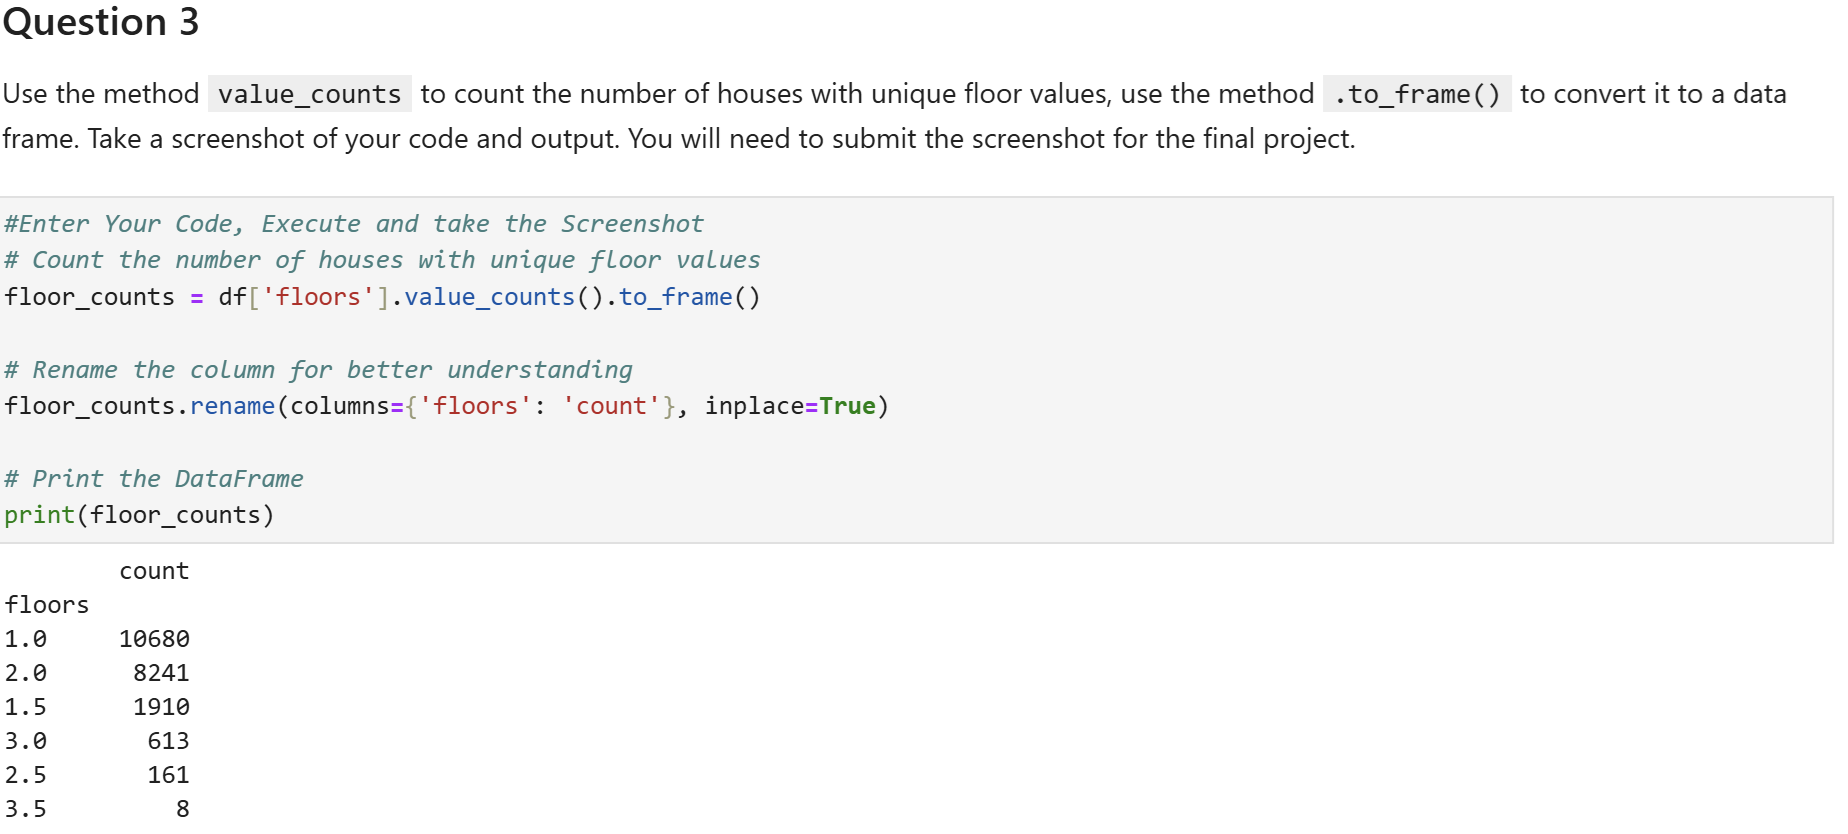 Question 3
Use the method value_counts to count the number of houses with unique floor values, use the method .to_frame() to convert it to a data
frame. Take a screenshot of your code and output. You will need to submit the screenshot for the final project.
#Enter Your Code, Execute and take the Screenshot
# Count the number of houses with unique floor values
floor_counts = df['floors'].value_counts().to_frame()
# Rename the column for better understanding
floor_counts.rename(columns={'floors': 'count'}, inplace=True)
# Print the DataFrame
print(floor_counts)
count
floors
1.0 10680
2.0 8241
1.5 1910
3.0 613
2.5 161
3.5 8